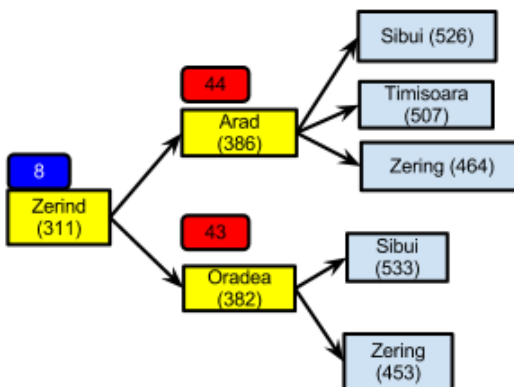 8
Zerind
(311)
44
Arad
(386)
43
Oradea
(382)
Sibui (526)
Timisoara
(507)
Zering (464)
Sibui
(533)
Zering
(453)